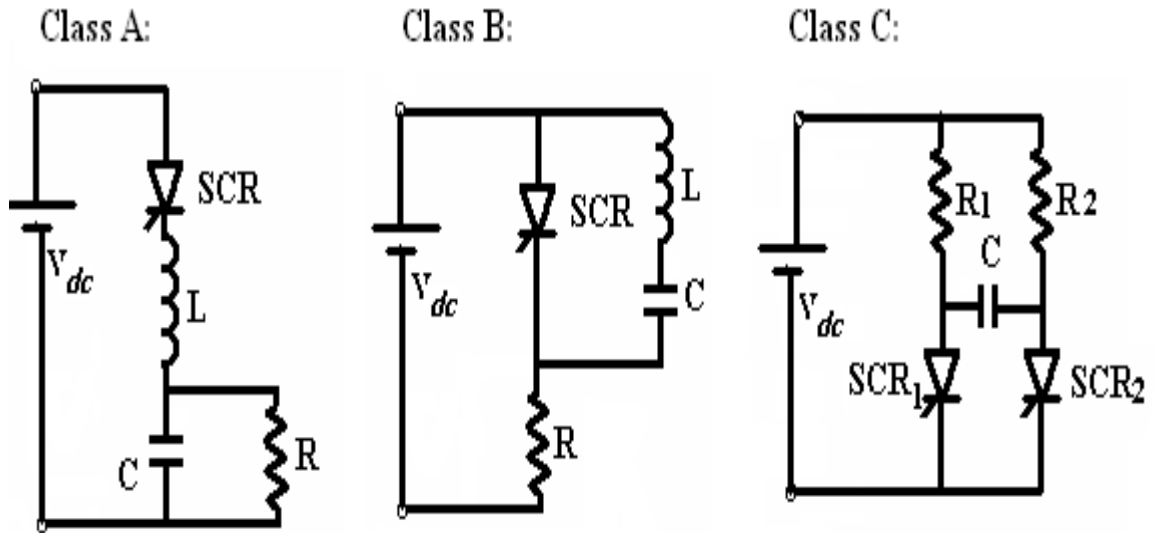 Class A:
SCR
V dc
L
C
R
Class B:
SCR
L
V dc
C
R
Class C:
R1
R2
C
V dc
SCR1
SCR2